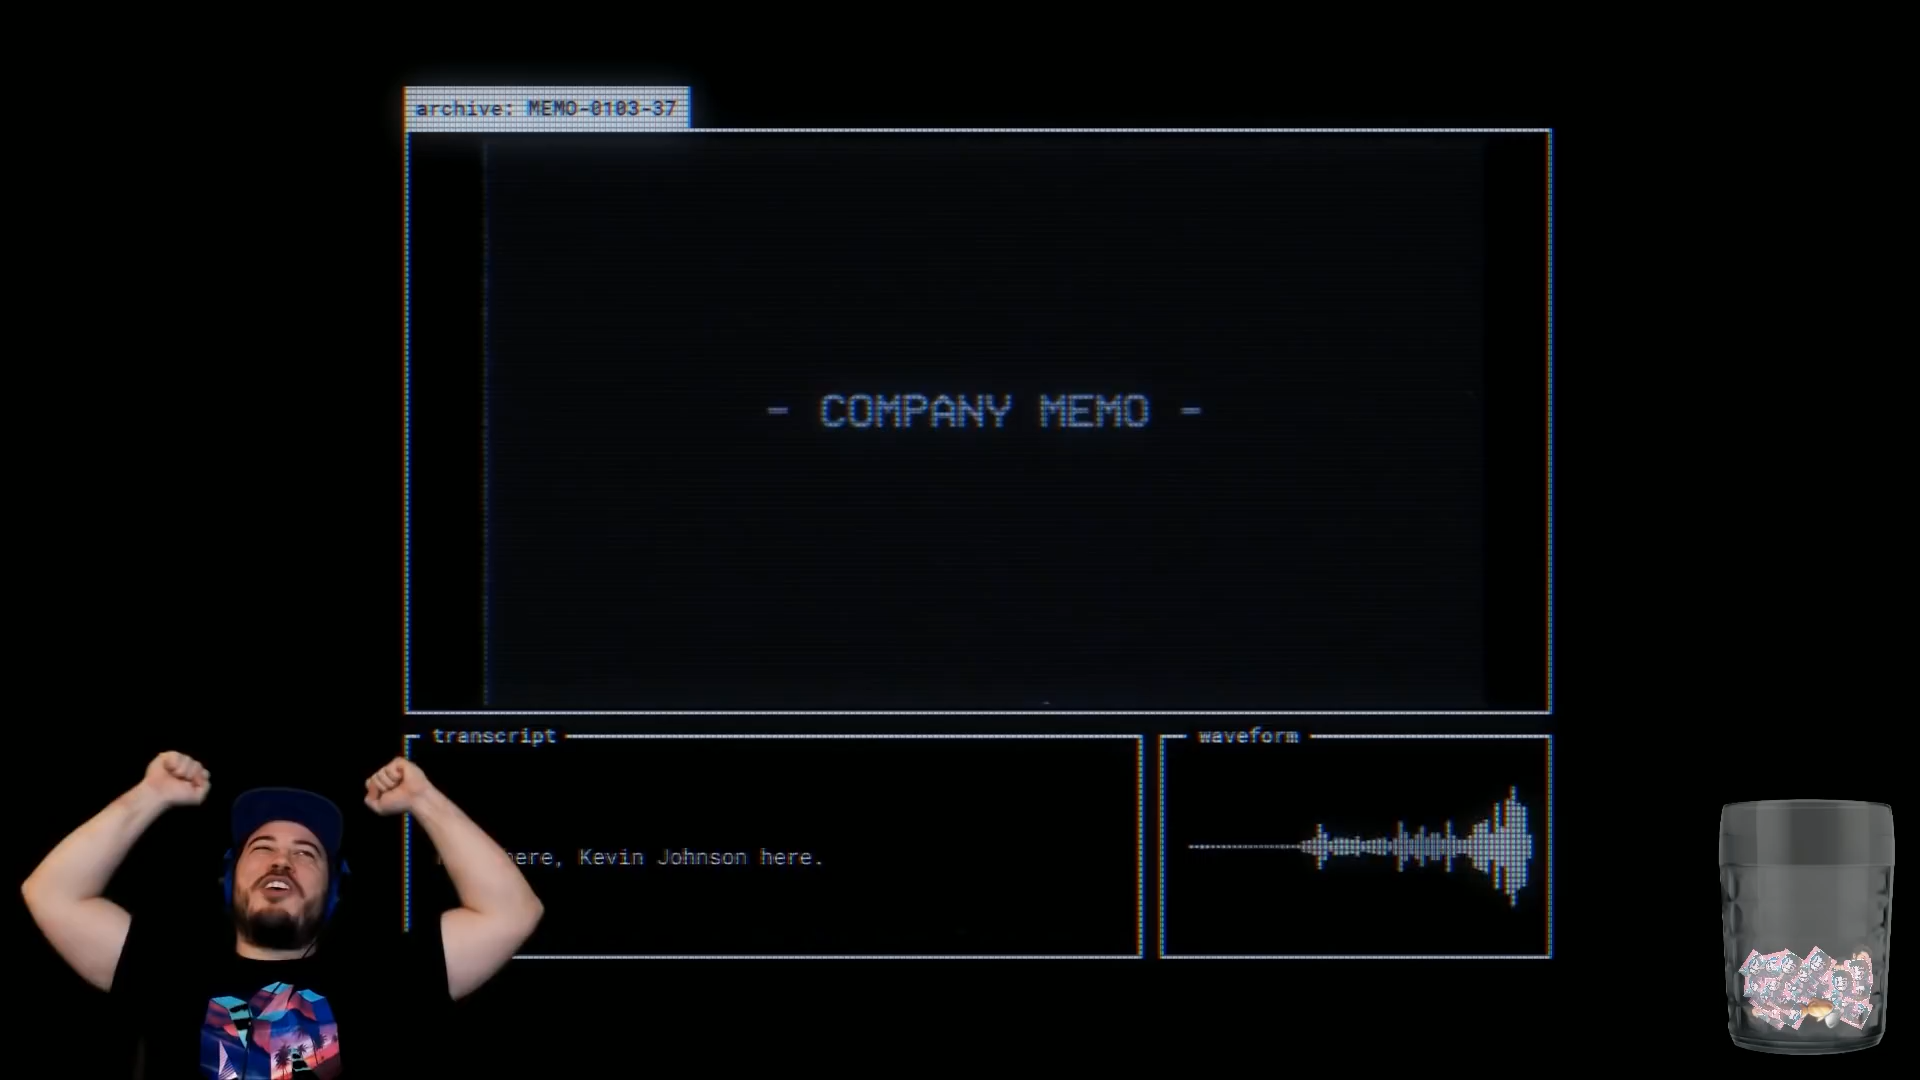 archive: MEMO-0103-37
- COMPANY MEMO -
transcript
here, Kevin Johnson here.
waveform